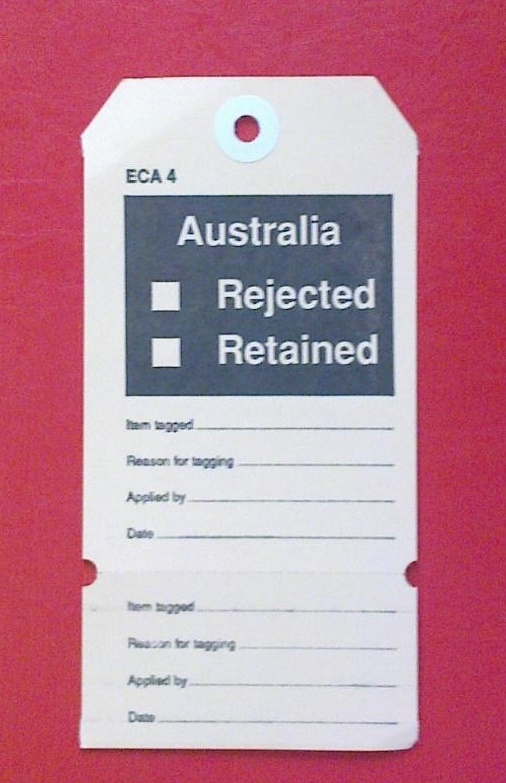 ECA 4
Australia
Rejected
Retained
Item tagged
Reason for tagging
Applied by
Date
Item tagged
Reason for tagging
Applied by
Date